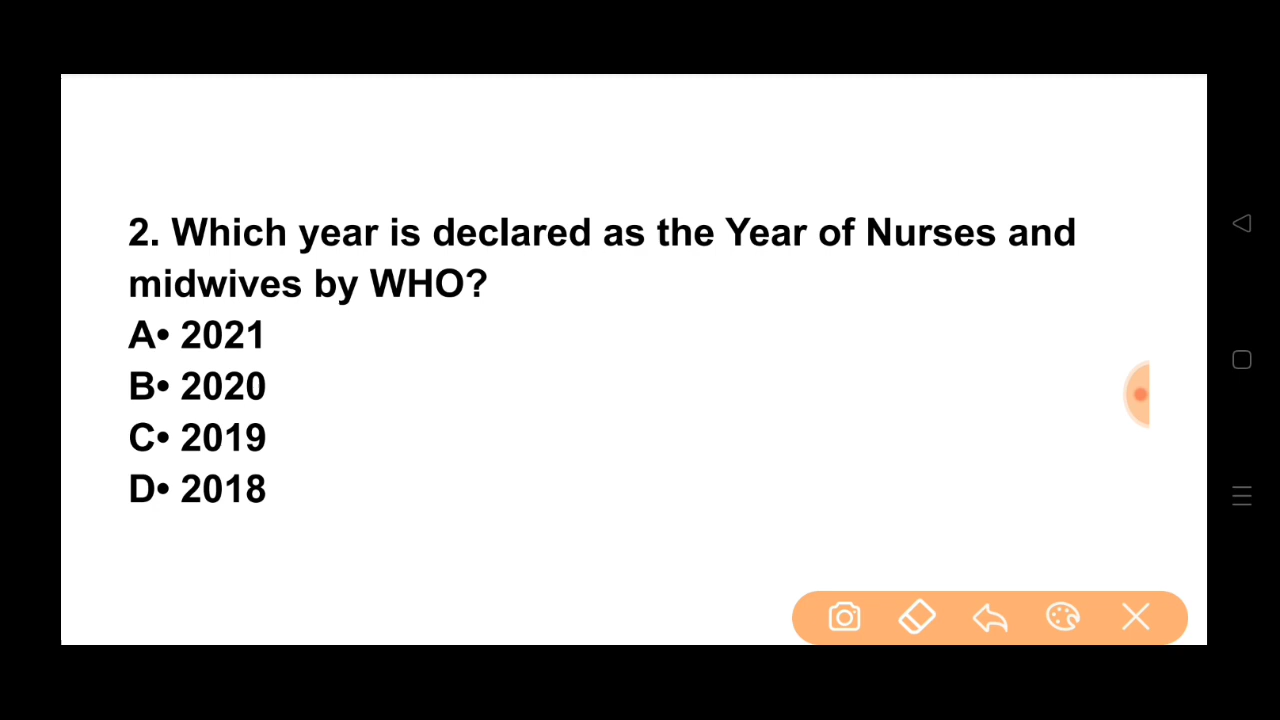 2. Which year is declared as the Year of Nurses and
midwives by WHO?
A• 2021
B• 2020
C• 2019
D• 2018